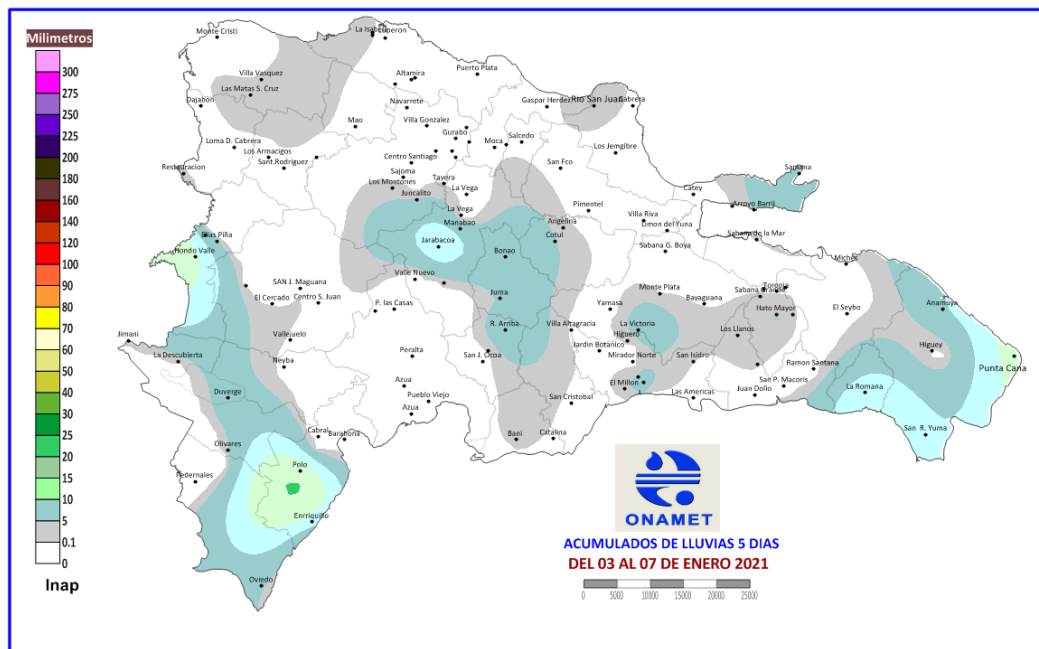 Milimetros
300
275
250
225
200
180
160
140
120
100
90
80
70
60
50
40
30
25
20
15
10
5
0.1
0
Inap
Monte Cristi
Villa Vasquez
Las Matas S. Cruz
Dajabon
Altamira
Puerto Plata
Navarrete
Gaspar Herdez
Rio San Juan
Cabrera
Mao
Villa Gonzalez
Gurabo
Loma D. Cabrera
Los Armacigos
Sant.Rodriguez
Moca
Salcedo
Los Jengibre
Centro Santiago
San Fco
Restauracion
Sajoma
Tavera
Los Montones
La Vega
Juncalito
Samana
Catey
Arroyo Barril
La Vega
Pimentel
Manabao
Angelina
Villa Riva
Limon del Yuna
Cotui
Sabana de la Mar
Elias Piña
Jarabacoa
Bonao
Sabana G. Boya
Hondo Valle
Miches
Valle Nuevo
SAN J. Maguana
El Cercado
Centro S. Juan
Juma
Monte Plata
P. las Casas
Yamasa
Bayaguana
Hato Mayor
El Seybo
Anamuya
Jimani
Vallejuelo
R. Arriba
Villa Altagracia
La Victoria
Higuero
Los Llanos
Jardin Botanico
La Descubierta
Neyba
Peralta
San J. Ocoa
Mirador Norte
San Isidro
Ramon Santana
Higuey
Punta Cana
Duverge
Azua
Pueblo Viejo
Azua
El Millon
Las Americas
San P. Macoris
Juan Dolio
La Romana
San Cristobal
Cabral
Barahona
Bani
Catalina
San R. Yuma
Olivares
Pedernales
Polo
Enrriquillo
Oviedo
ONAMET
ACUMULADOS DE LLUVIAS 5 DIAS
DEL 03 AL 07 DE ENERO 2021
0 5000 10000 15000 20000 25000